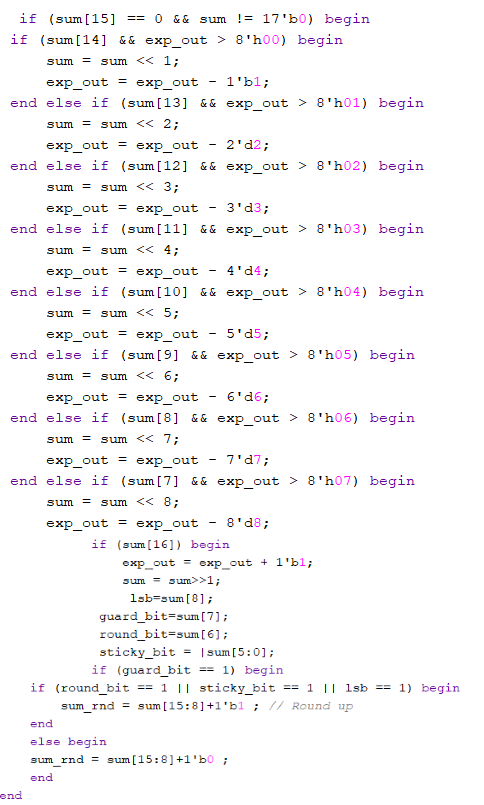 if (sum[15] == 0 && sum != 17'b0) begin
if (sum[14] && exp_out > 8'h00) begin
sum = sum << 1;
exp_out = exp_out - 1'b1;
end else if (sum[13] && exp_out > 8'h01) begin
sum = sum << 2;
exp_out = exp_out - 2'd2;
end else if (sum[12] && exp_out > 8'h02) begin
sum = sum << 3;
exp_out = exp_out - 3'd3;
end else if (sum[11] && exp_out > 8'h03) begin
sum = sum << 4;
exp_out = exp_out - 4'd4;
end else if (sum[10] && exp_out > 8'h04) begin
sum = sum << 5;
exp_out = exp_out - 5'd5;
end else if (sum[9] && exp_out > 8'h05) begin
sum = sum << 6;
exp_out = exp_out - 6'd6;
end else if (sum[8] && exp_out > 8'h06) begin
sum = sum << 7;
exp_out = exp_out - 7'd7;
end else if (sum[7] && exp_out > 8'h07) begin
sum = sum << 8;
exp_out = exp_out - 8'd8;
if (sum[16]) begin
exp_out = exp_out + 1'b1;
sum = sum>>1;
lsb=sum[8];
guard_bit=sum[7];
round_bit=sum[6];
sticky_bit = |sum[5:0];
if (guard_bit == 1) begin
if (round_bit == 1 || sticky_bit == 1 || lsb == 1) begin
sum_rnd = sum[15:8]+1'b1 ; // Round up
end
else begin
sum_rnd = sum[15:8]+1'b0 ;
end
end